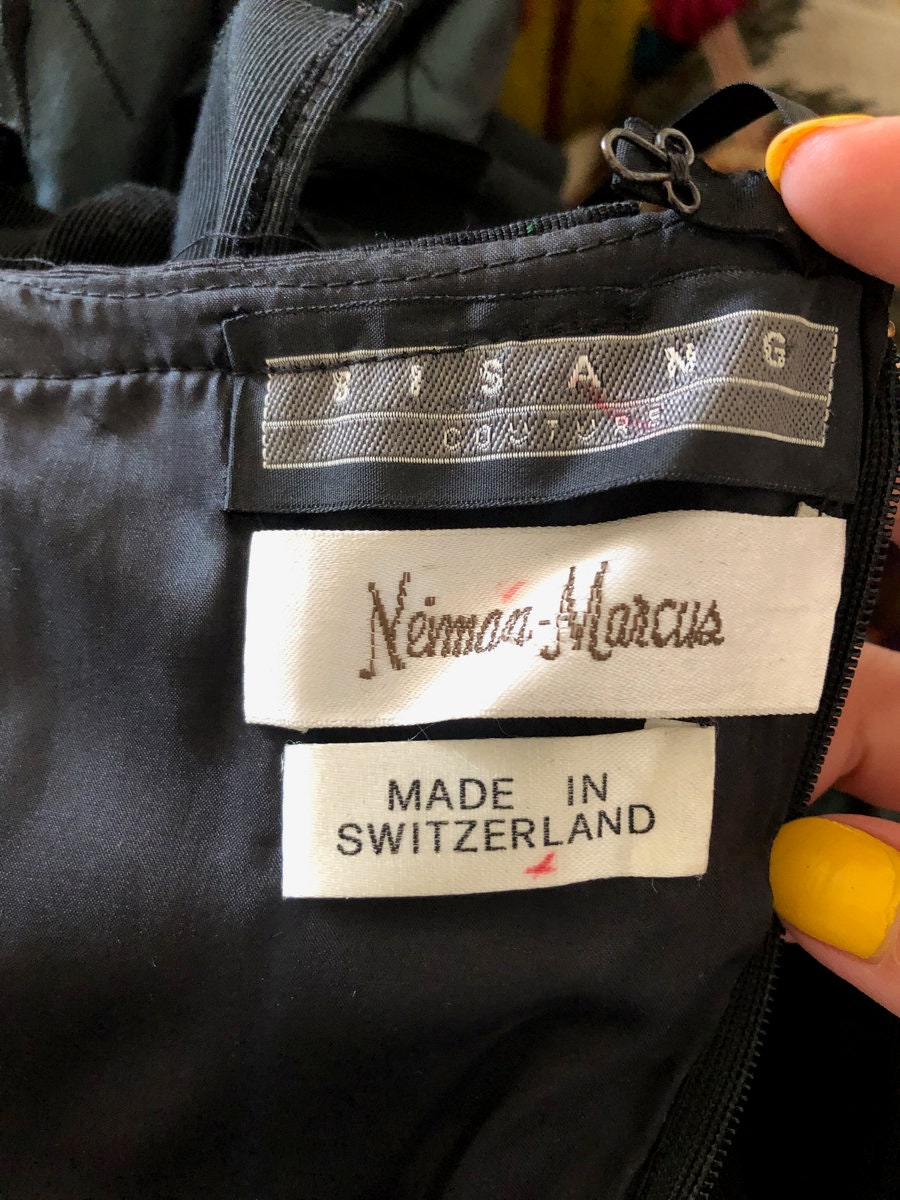 BISANG
COUTURE
Neiman-Marcus
MADE IN
SWITZERLAND